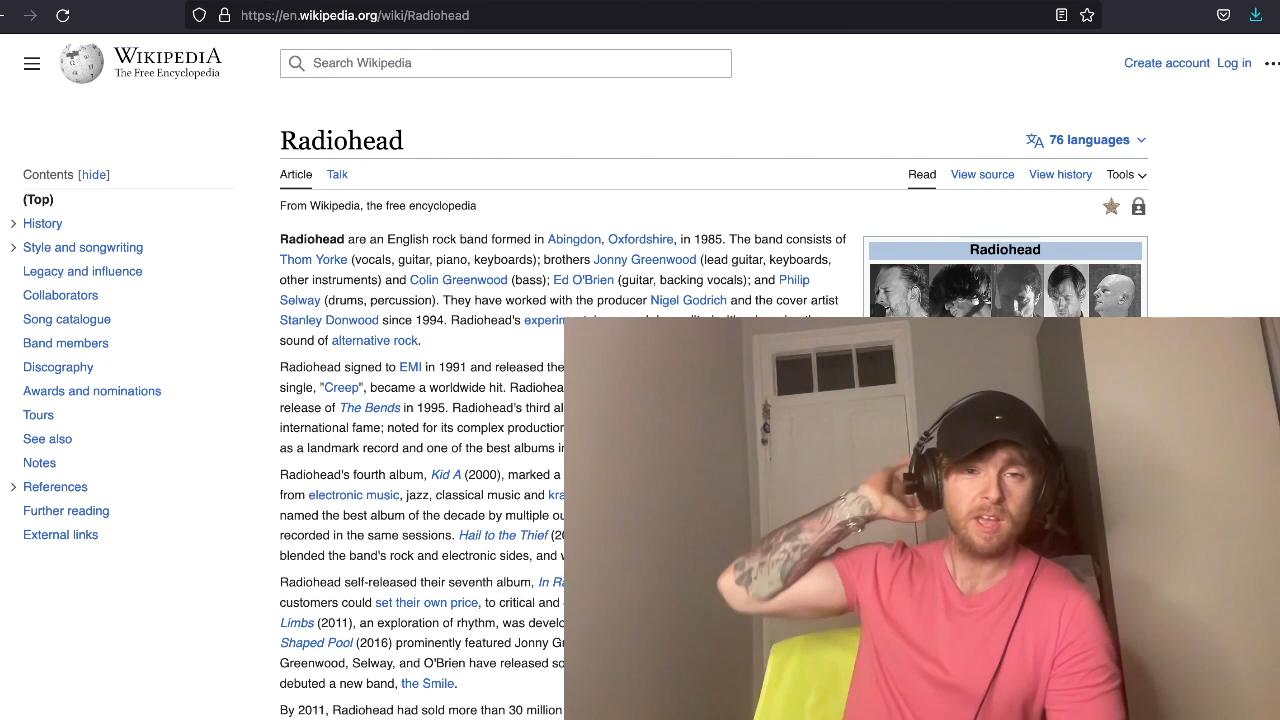 https://en.wikipedia.org/wiki/Radiohead
WIKIPEDIA
The Free Encyclopedia
Search Wikipedia
Create account Log in
Radiohead
76 languages
Article Talk
Read View source View history Tools
From Wikipedia, the free encyclopedia
Contents [hide]
(Top)
History
Style and songwriting
Legacy and influence
Collaborators
Song catalogue
Band members
Discography
Awards and nominations
Tours
See also
Notes
References
Further reading
External links
Radiohead are an English rock band formed in Abingdon, Oxfordshire, in 1985. The band consists of
Thom Yorke (vocals, guitar, piano, keyboards); brothers Jonny Greenwood (lead guitar, keyboards,
other instruments) and Colin Greenwood (bass); Ed O'Brien (guitar, backing vocals); and Philip
Selway (drums, percussion). They have worked with the producer Nigel Godrich and the cover artist
Stanley Donwood since 1994. Radiohead's
sound of alternative rock.
Radiohead signed to EMI in 1991 and released the
single, "Creep", became a worldwide hit.
release of The Bends in 1995. Radiohead's third
international fame; noted for its complex production
as a landmark record and one of the best albums
Radiohead's fourth album, Kid A (2000), marked a
from electronic music, jazz, classical music and
named the best album of the decade by multiple
recorded in the same sessions. Hail to the Thief
blended the band's rock and electronic sides, and
Radiohead self-released their seventh album, In
customers could set their own price, to critical and
Limbs (2011), an exploration of rhythm, was
Shaped Pool (2016) prominently featured Jonny
Greenwood, Selway, and O'Brien have released
debuted a new band, the Smile.
By 2011, Radiohead had sold more than 30 million
Radiohead